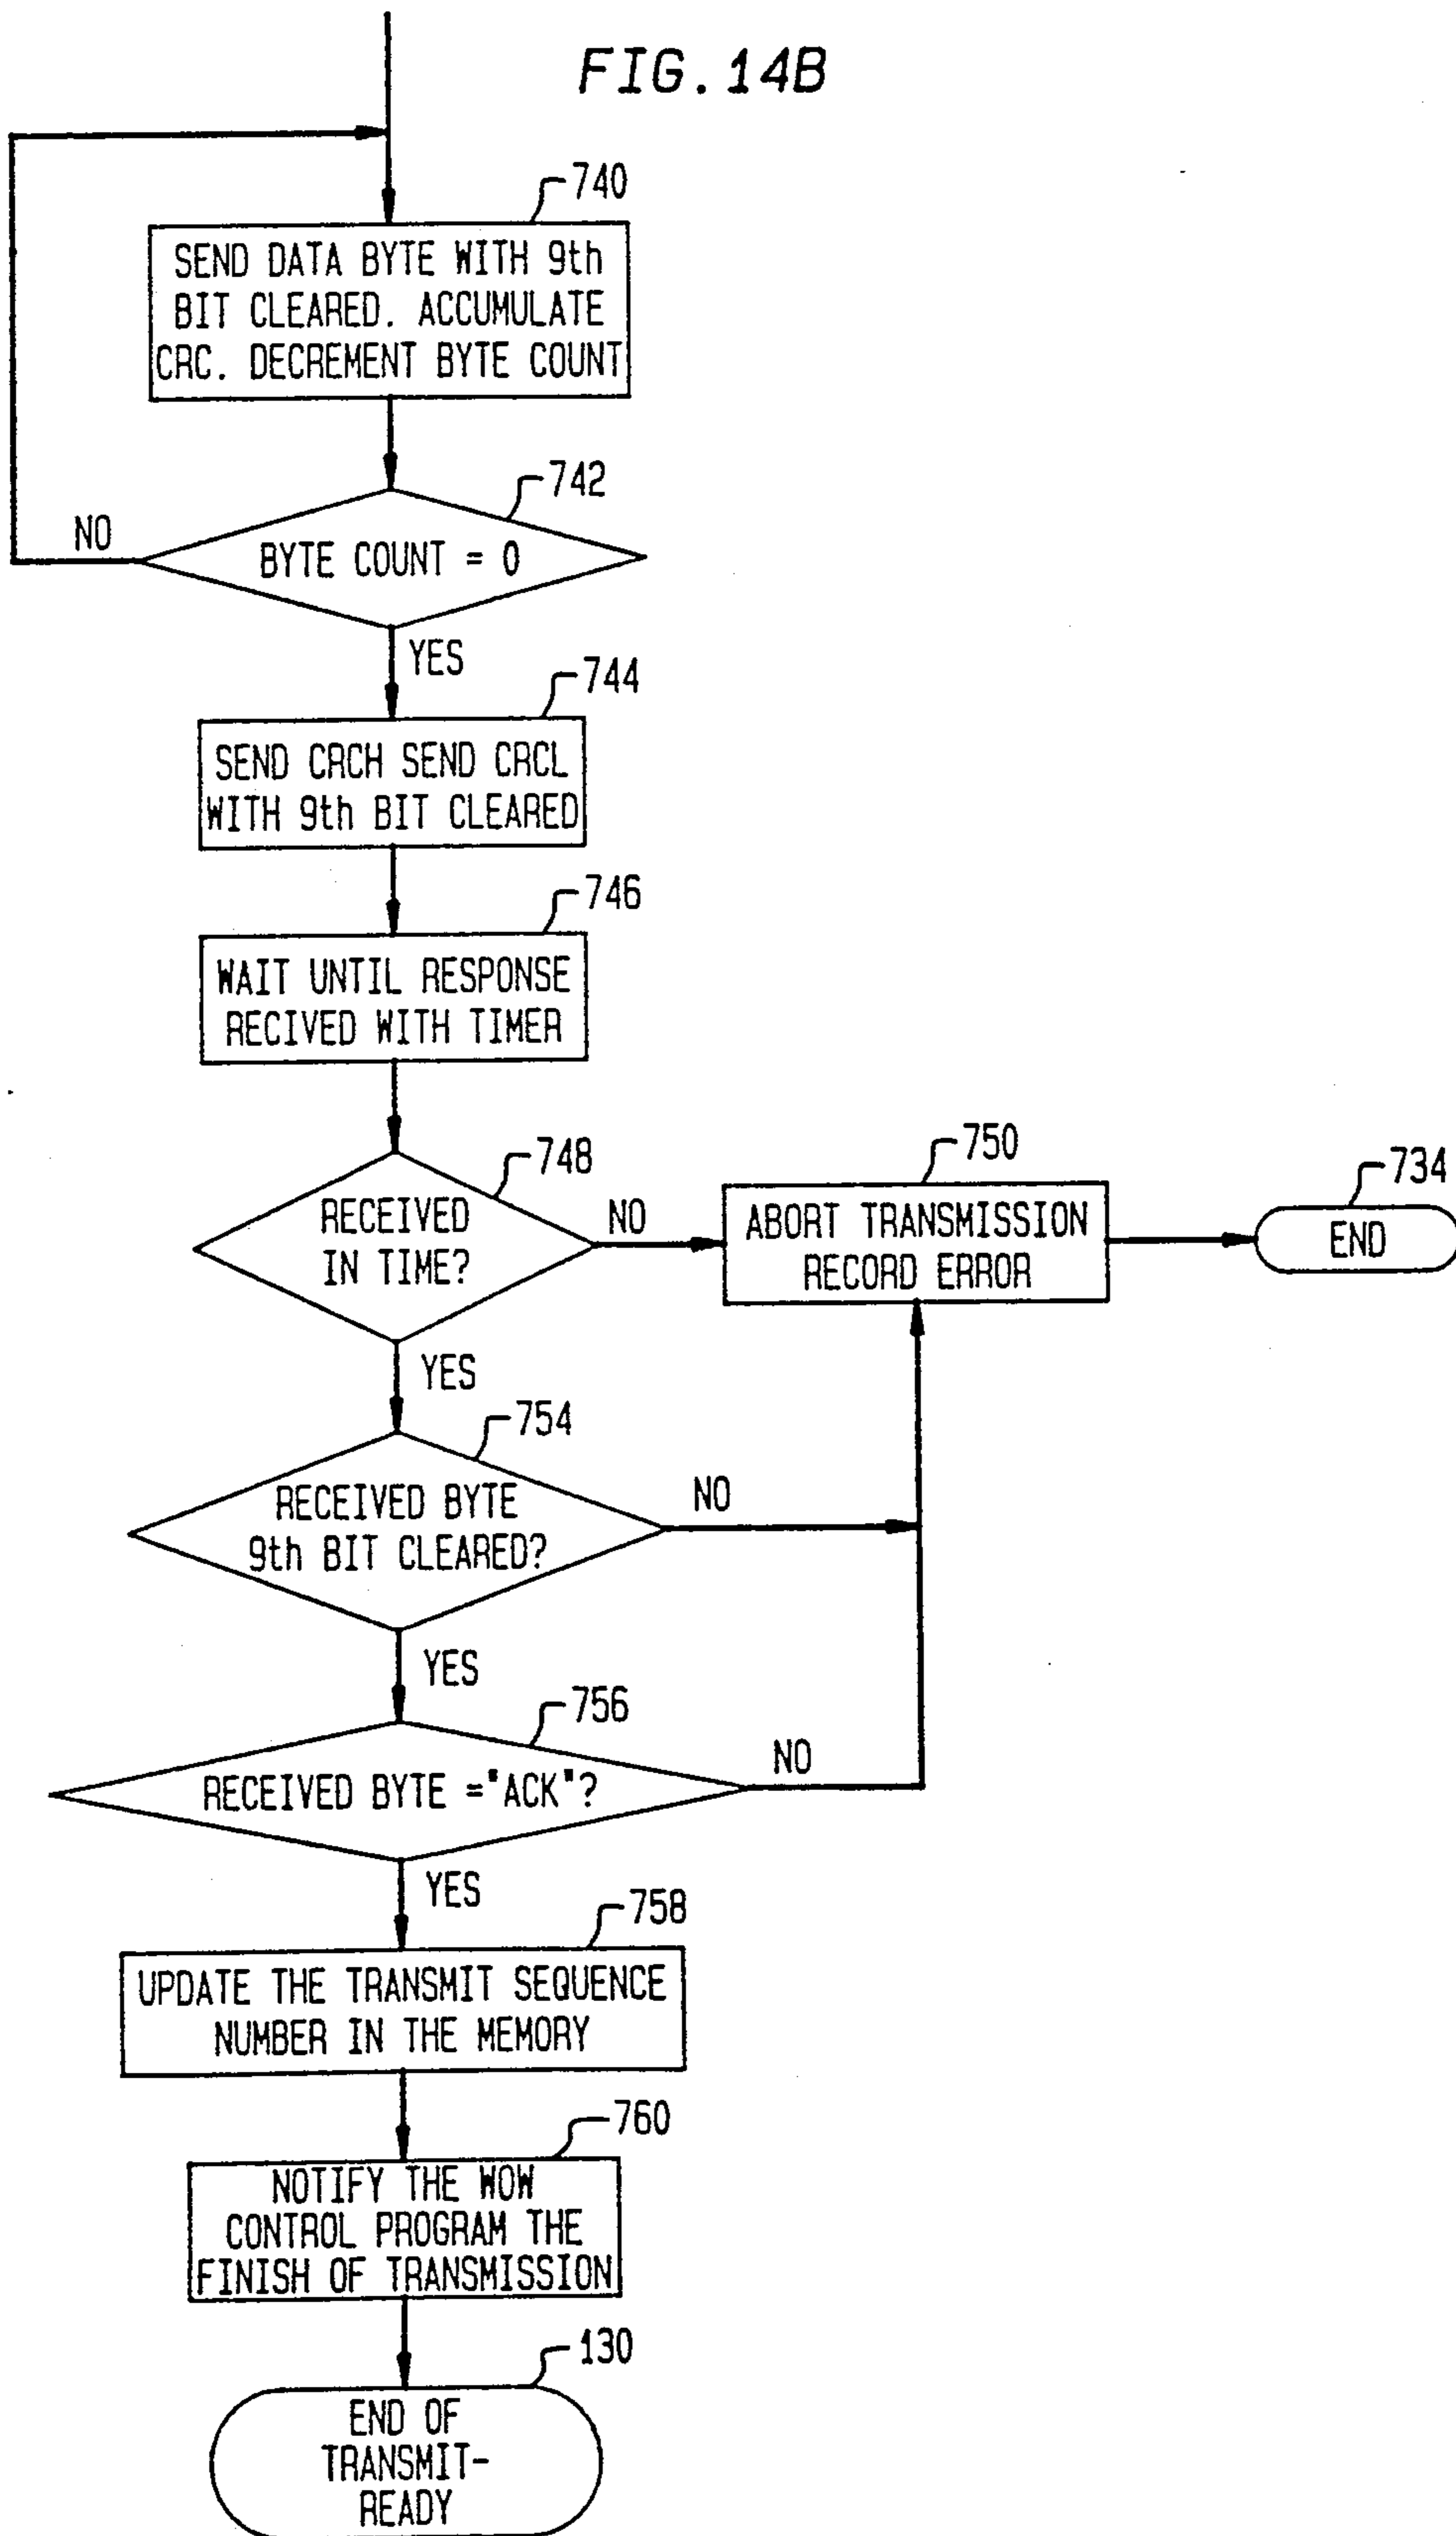 FIG. 14B
740
SEND DATA BYTE WITH 9th
BIT CLEARED. ACCUMULATE
CRC. DECREMENT BYTE COUNT
742
NO
BYTE COUNT = 0
YES
744
SEND CRCH SEND CRCL
WITH 9th BIT CLEARED
746
WAIT UNTIL RESPONSE
RECIVED WITH TIMER
748
RECEIVED
IN TIME?
NO
750
ABORT TRANSMISSION
RECORD ERROR
734
END
YES
754
RECEIVED BYTE
9th BIT CLEARED?
NO
YES
756
RECEIVED BYTE ="ACK"?
NO
YES
758
UPDATE THE TRANSMIT SEQUENCE
NUMBER IN THE MEMORY
760
NOTIFY THE WOW
CONTROL PROGRAM THE
FINISH OF TRANSMISSION
130
END OF
TRANSMIT-
READY